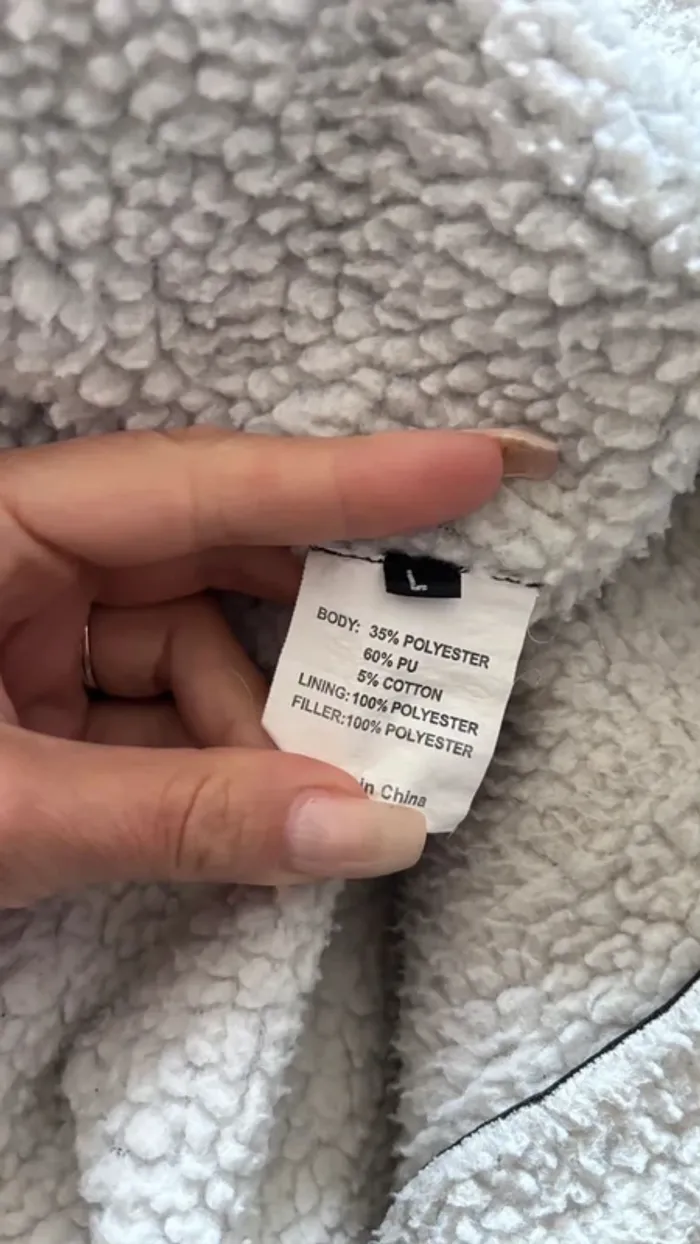 L
BODY: 35% POLYESTER
60% PU
5% COTTON
LINING:100% POLYESTER
FILLER:100% POLYESTER
in China